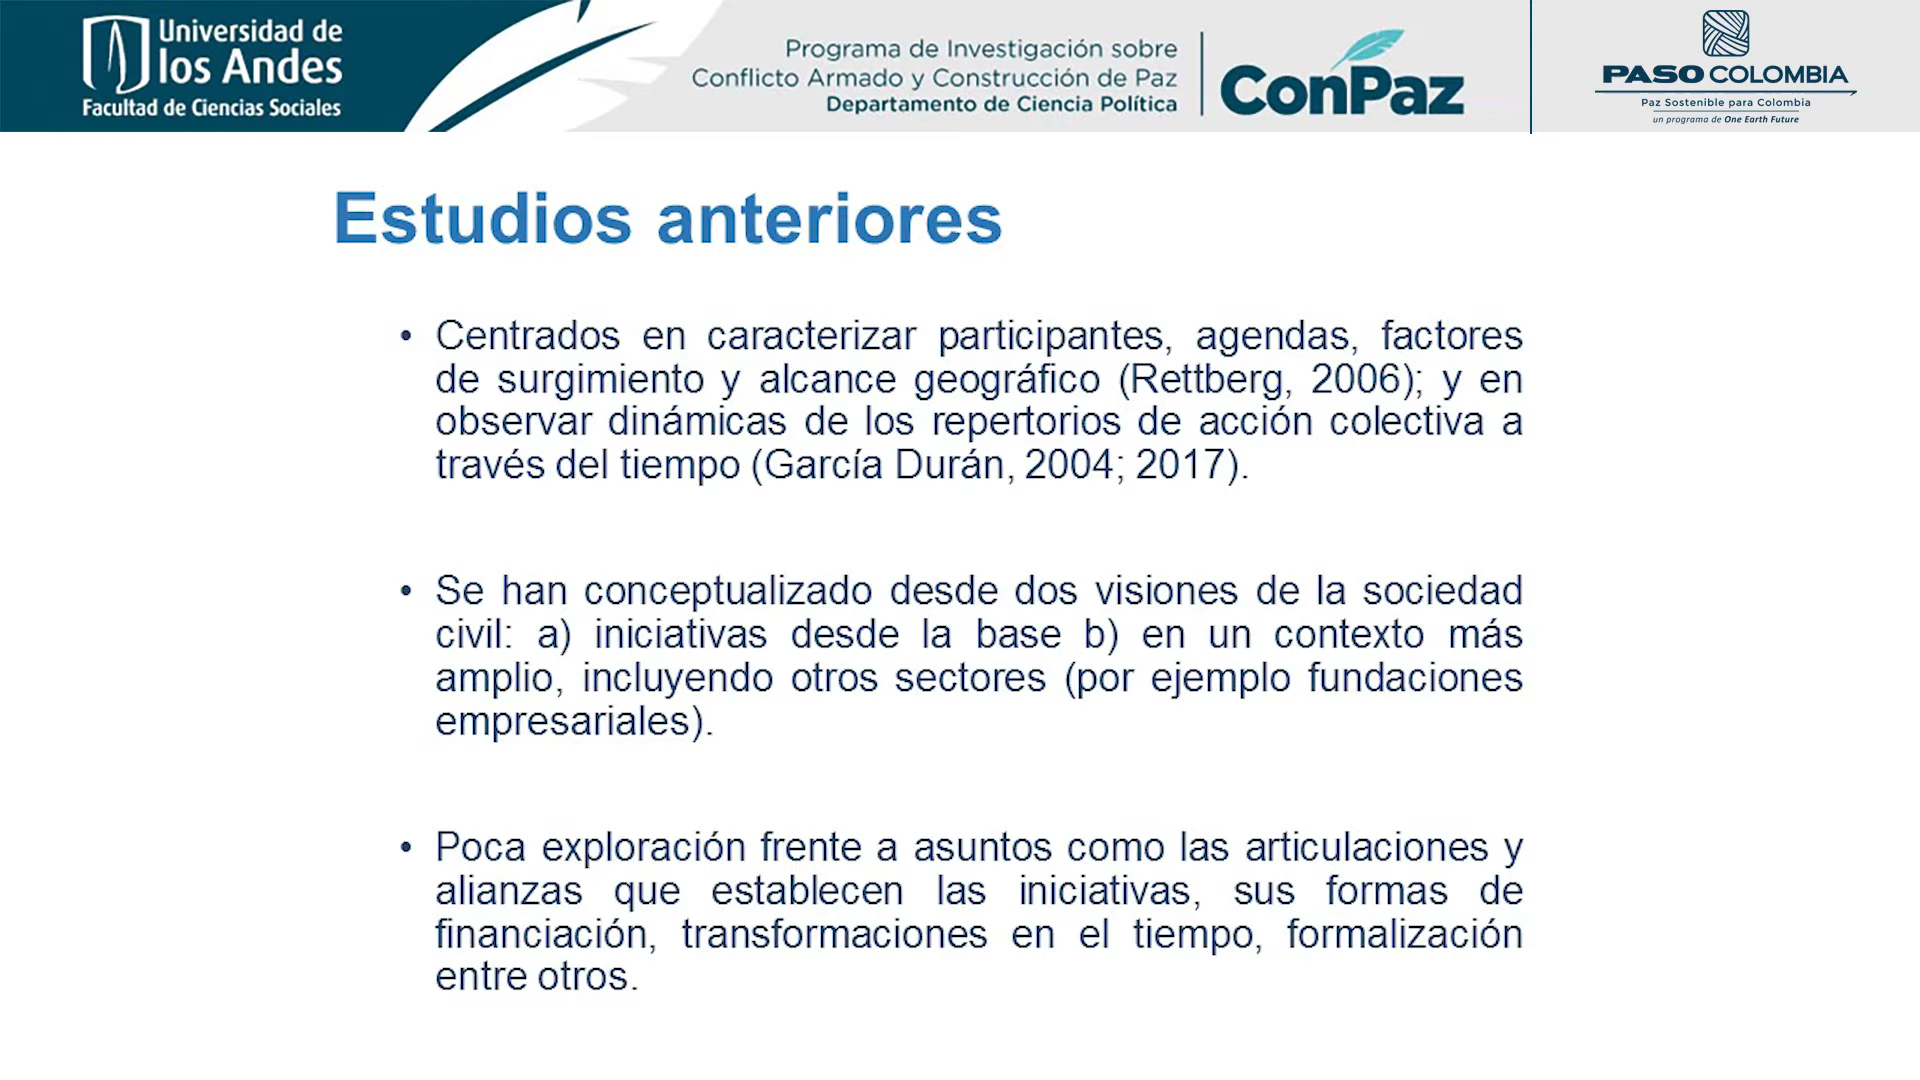 Universidad de
los Andes
Facultad de Ciencias Sociales
Programa de Investigación sobre
Conflicto Armado y Construcción de Paz
Departamento de Ciencia Política
ConPaz
PASO COLOMBIA
Paz Sostenible para Colombia
un programa de One Earth Future
Estudios anteriores
• Centrados en caracterizar participantes, agendas, factores
de surgimiento y alcance geográfico (Rettberg, 2006); y en
observar dinámicas de los repertorios de acción colectiva a
través del tiempo (García Durán, 2004; 2017).
• Se han conceptualizado desde dos visiones de la sociedad
civil: a) iniciativas desde la base b) en un contexto más
amplio, incluyendo otros sectores (por ejemplo fundaciones
empresariales).
• Poca exploración frente a asuntos como las articulaciones y
alianzas que establecen las iniciativas, sus formas de
financiación, transformaciones en el tiempo, formalización
entre otros.